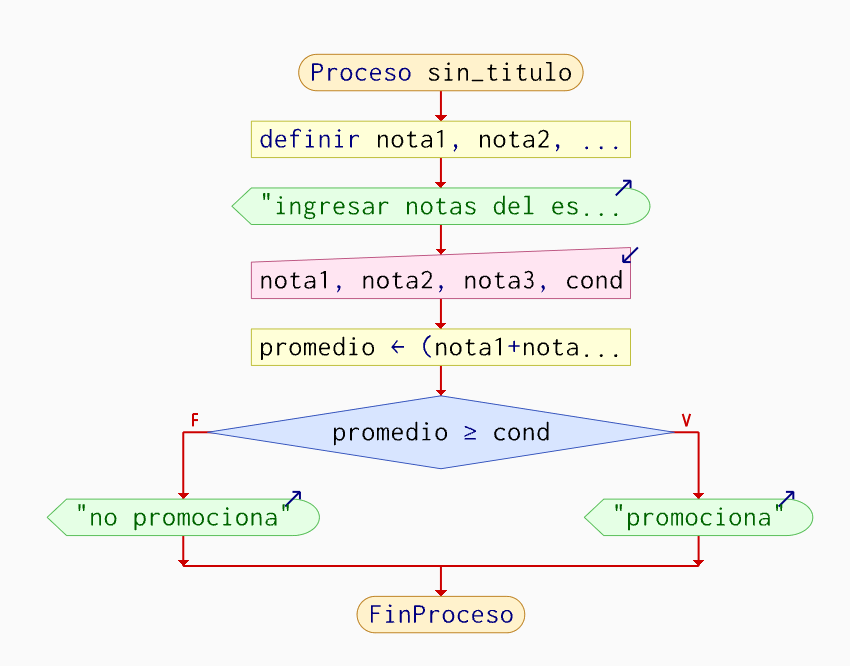 Proceso sin_titulo
definir nota1, nota2, ...
"ingresar notas del es...
nota1, nota2, nota3, cond
promedio ← (nota1+nota...
F
V
promedio ≥ cond
"no promociona"
"promociona"
FinProceso